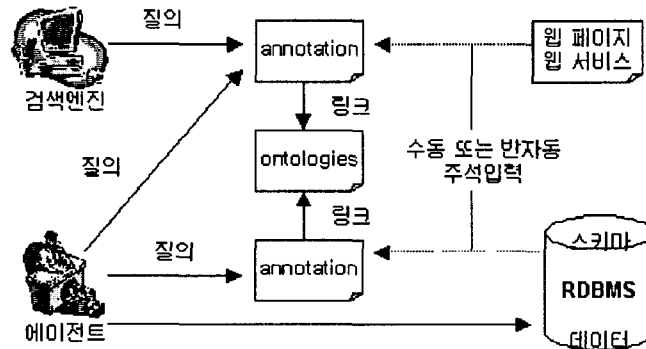 질의
annotation
웹 페이지
웹 서비스
검색엔진
링크
질의
ontologies
수동 또는 반자동
주석입력
링크
질의
annotation
스키마
RDBMS
데이터
에이전트